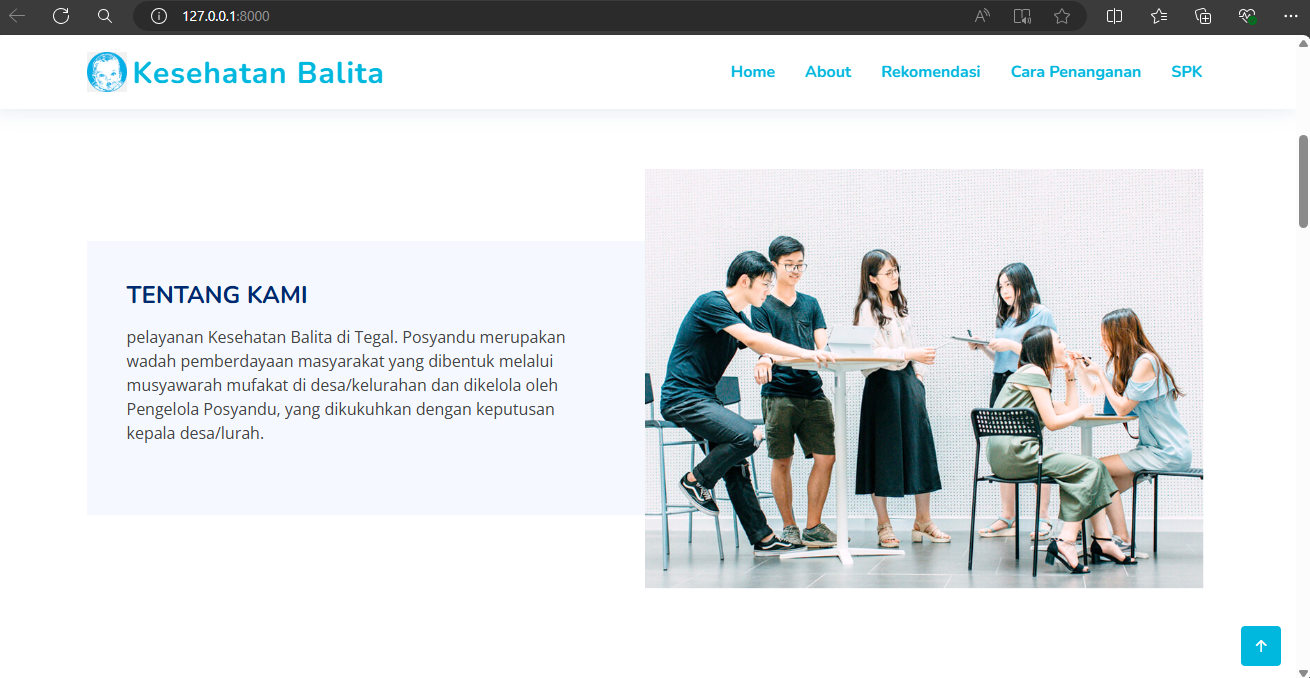 127.0.0.1:8000
Kesehatan Balita
Home
About
Rekomendasi
Cara Penanganan
SPK
TENTANG KAMI
pelayanan Kesehatan Balita di Tegal. Posyandu merupakan
wadah pemberdayaan masyarakat yang dibentuk melalui
musyawarah mufakat di desa/kelurahan dan dikelola oleh
Pengelola Posyandu, yang dikukuhkan dengan keputusan
kepala desa/lurah.